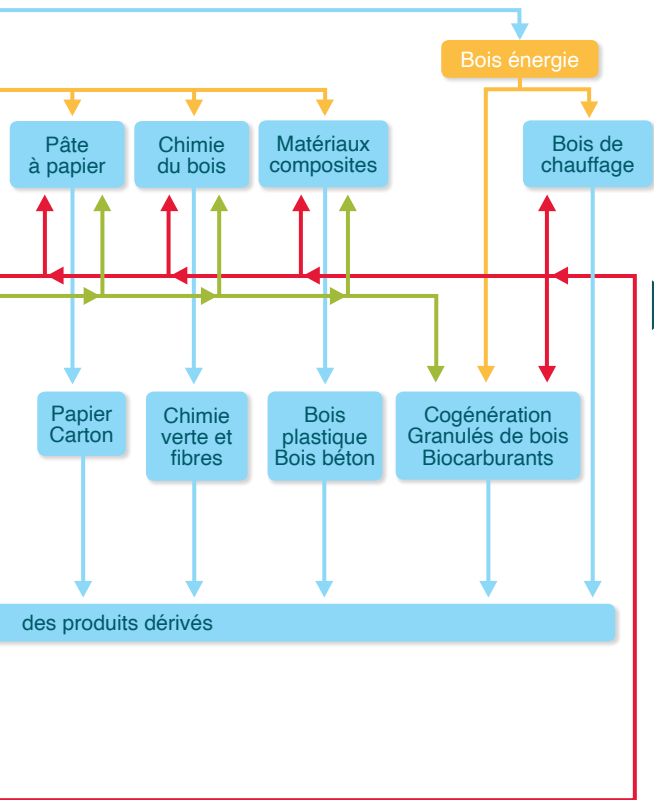 Bois énergie
Pâte
à papier
Chimie
du bois
Matériaux
composites
Bois de
chauffage
Papier
Carton
Chimie
verte et
fibres
Bois
plastique
Bois béton
Cogénération
Granulés de bois
Biocarburants
des produits dérivés